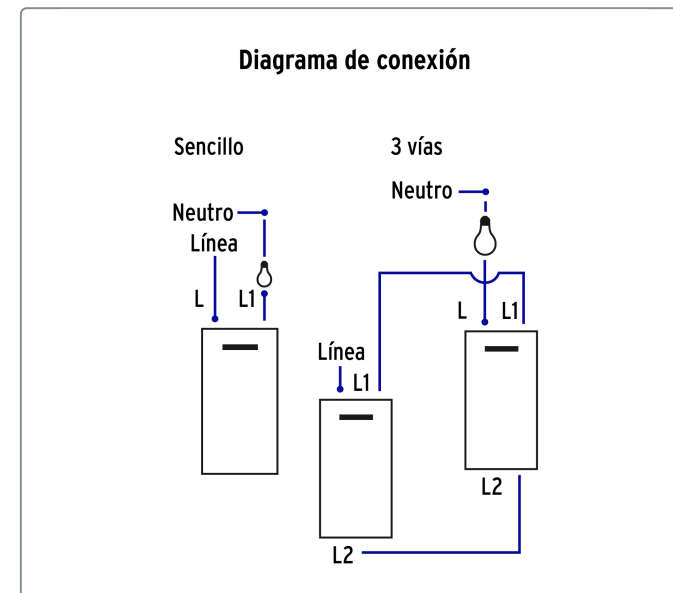 Diagrama de conexión
Sencillo
Neutro
Línea
L L1
3 vías
Neutro
L L1
Línea
L1
L2
L2